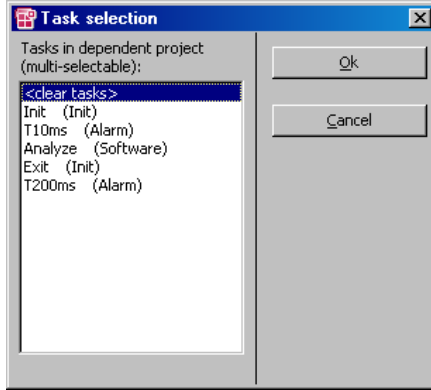 Task selection
Tasks in dependent project
(multi-selectable):
<clear tasks>
Init (Init)
T10ms (Alarm)
Analyze (Software)
Exit (Init)
T200ms (Alarm)
Ok
Cancel